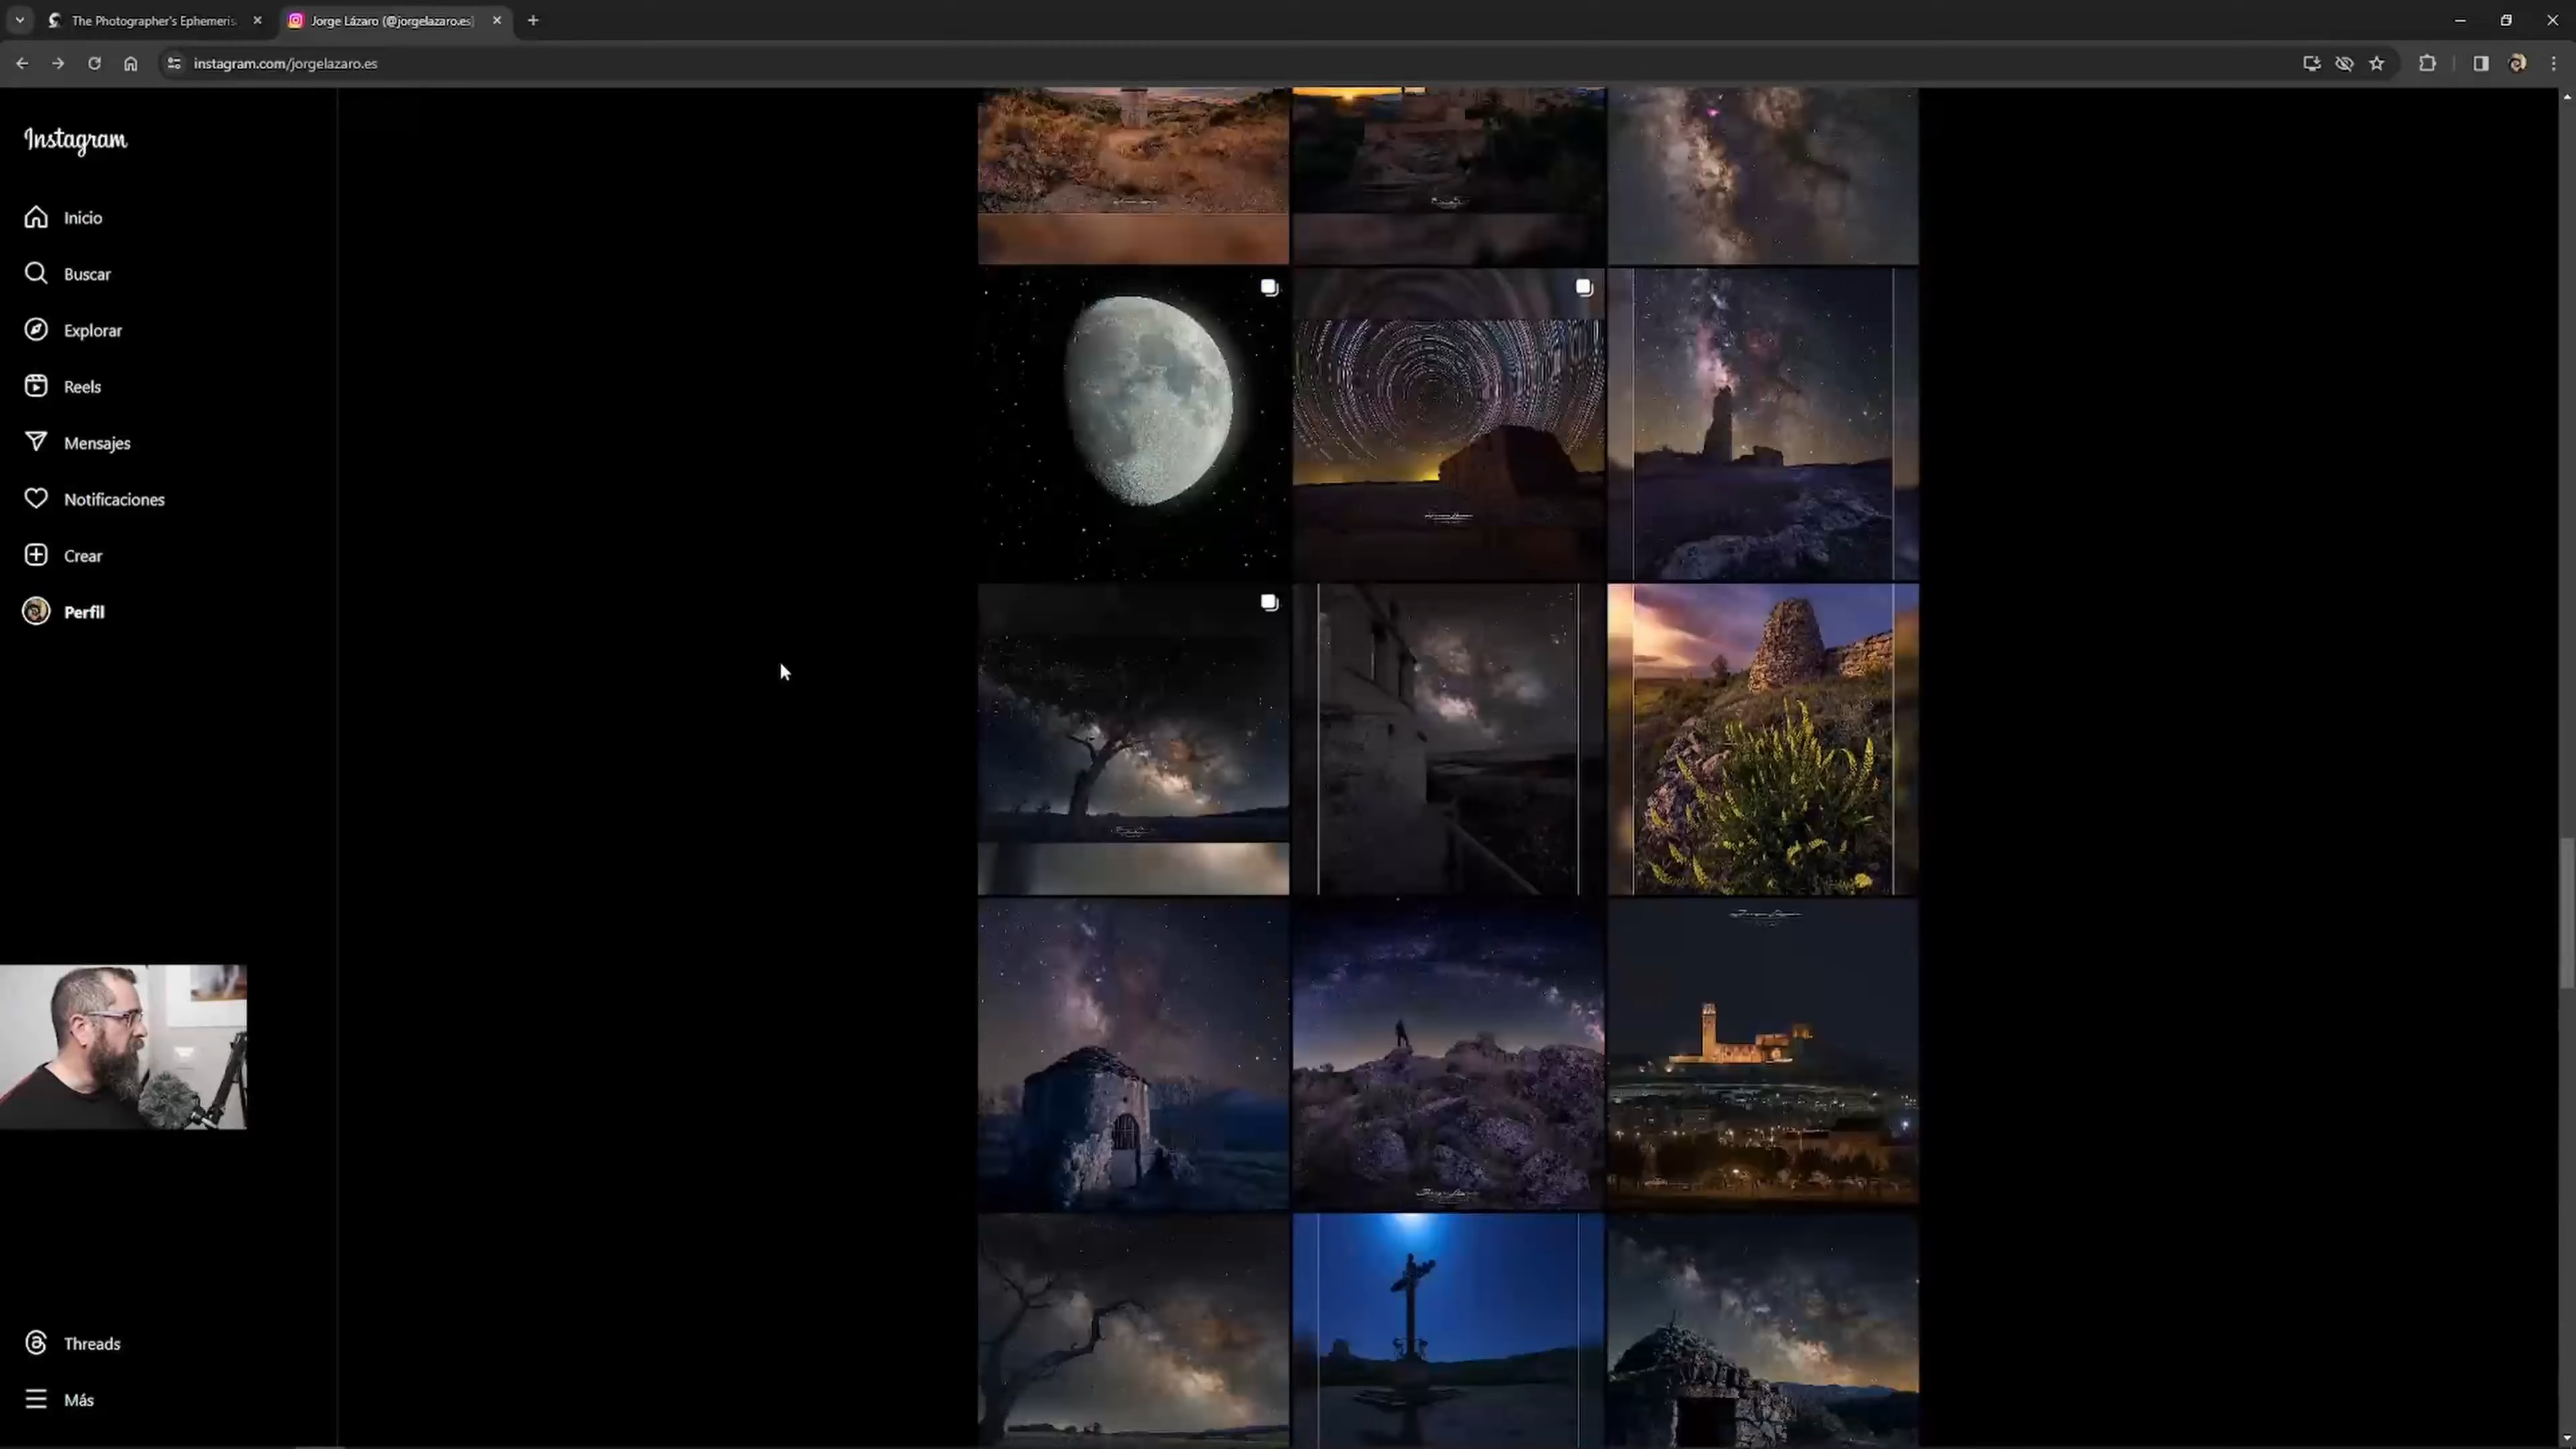 The Photographer's Ephemeris
Jorge Lázaro (@jorgelazaro.es)
instagram.com/jorgelazaro.es
Instagram
Inicio
Buscar
Explorar
Reels
Mensajes
Notificaciones
Crear
Perfil
Threads
Más